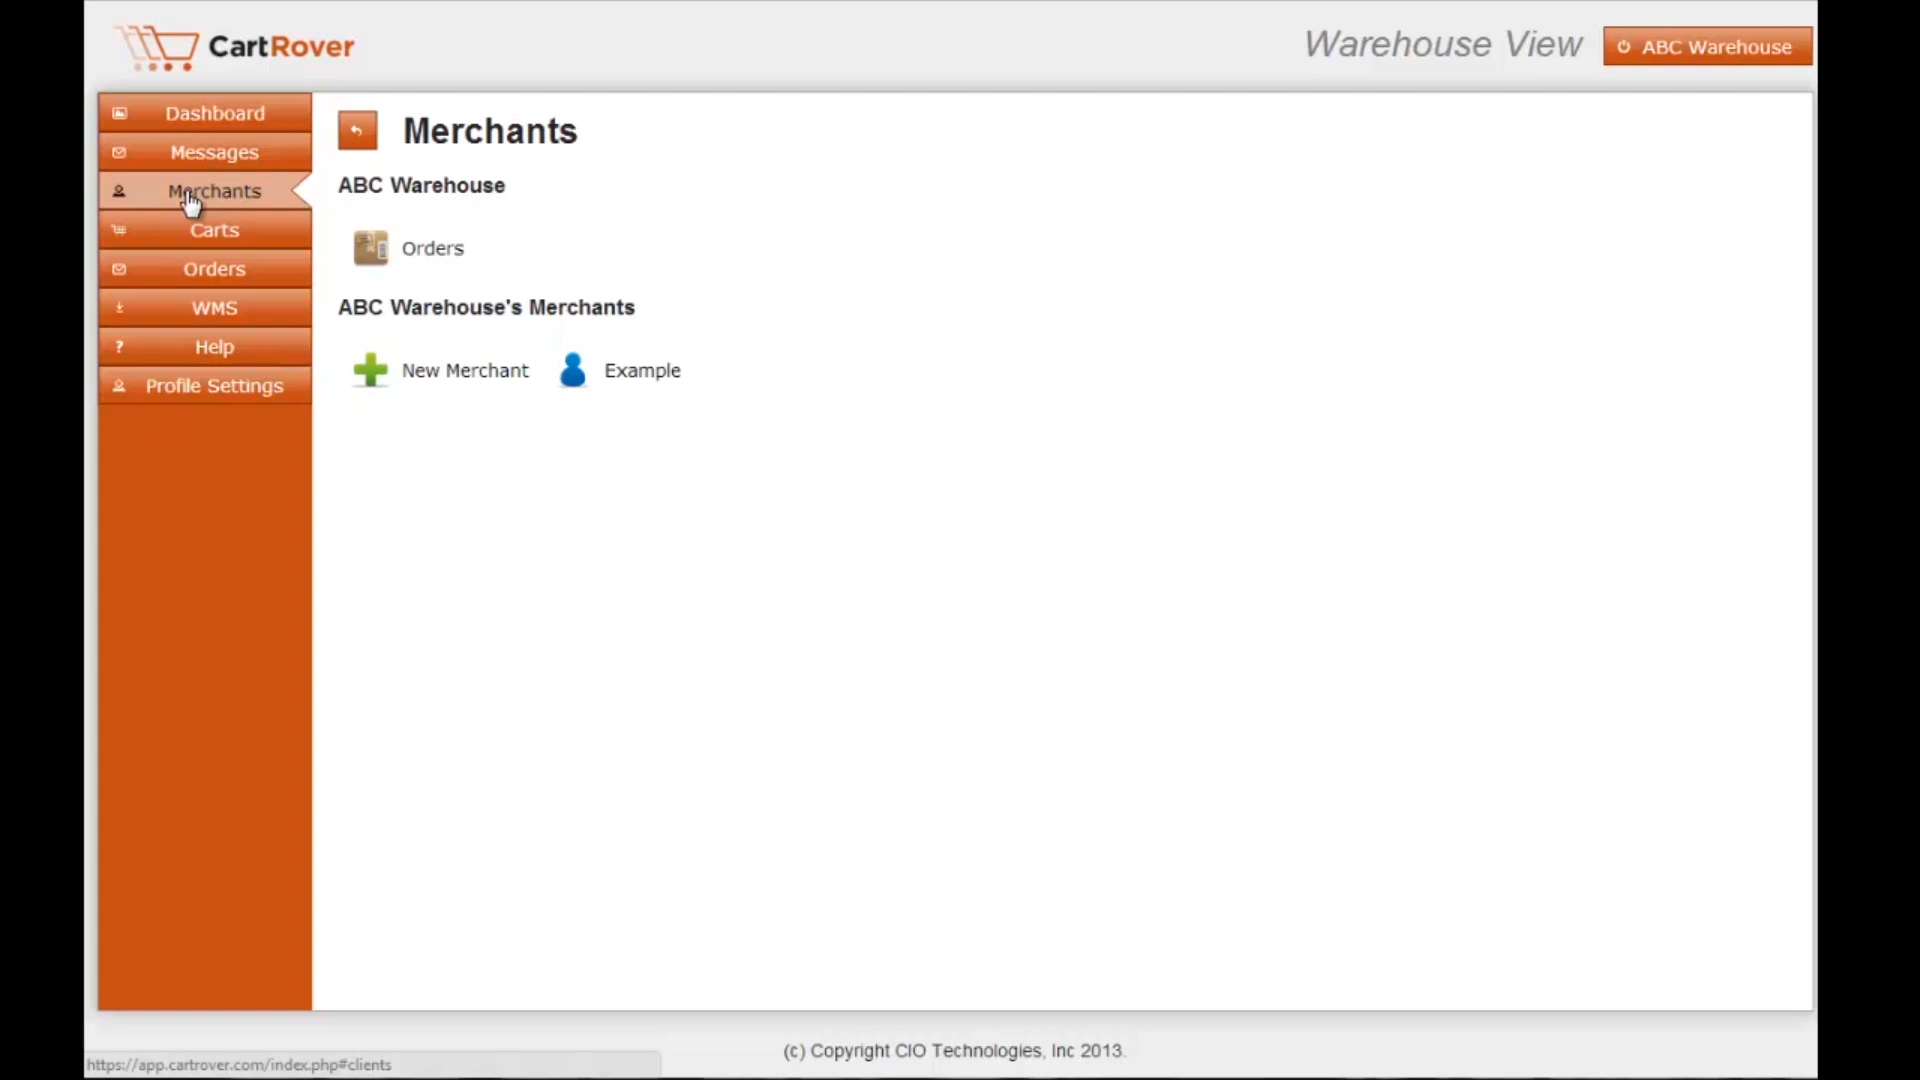 CartRover
Warehouse View
ABC Warehouse
Dashboard
Messages
Merchants
Carts
Orders
WMS
Help
Profile Settings
Merchants
ABC Warehouse
Orders
ABC Warehouse's Merchants
New Merchant Example
(c) Copyright CIO Technologies, Inc 2013.
https://app.cartrover.com/index.php#clients